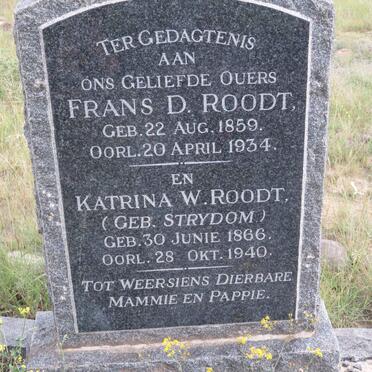 TER GEDAGTENIS
AAN
ONS GELIEFDE OUERS
FRANS D. ROODT,
GEB. 22 AUG. 1859.
OORL. 20 APRIL 1934.
EN
KATRINA W. ROODT,
(GEB. STRYDOM)
GEB. 30 JUNIE 1866.
OORL. 28 OKT. 1940.
TOT WEERSIENS DIERBARE
MAMMIE EN PAPPIE.